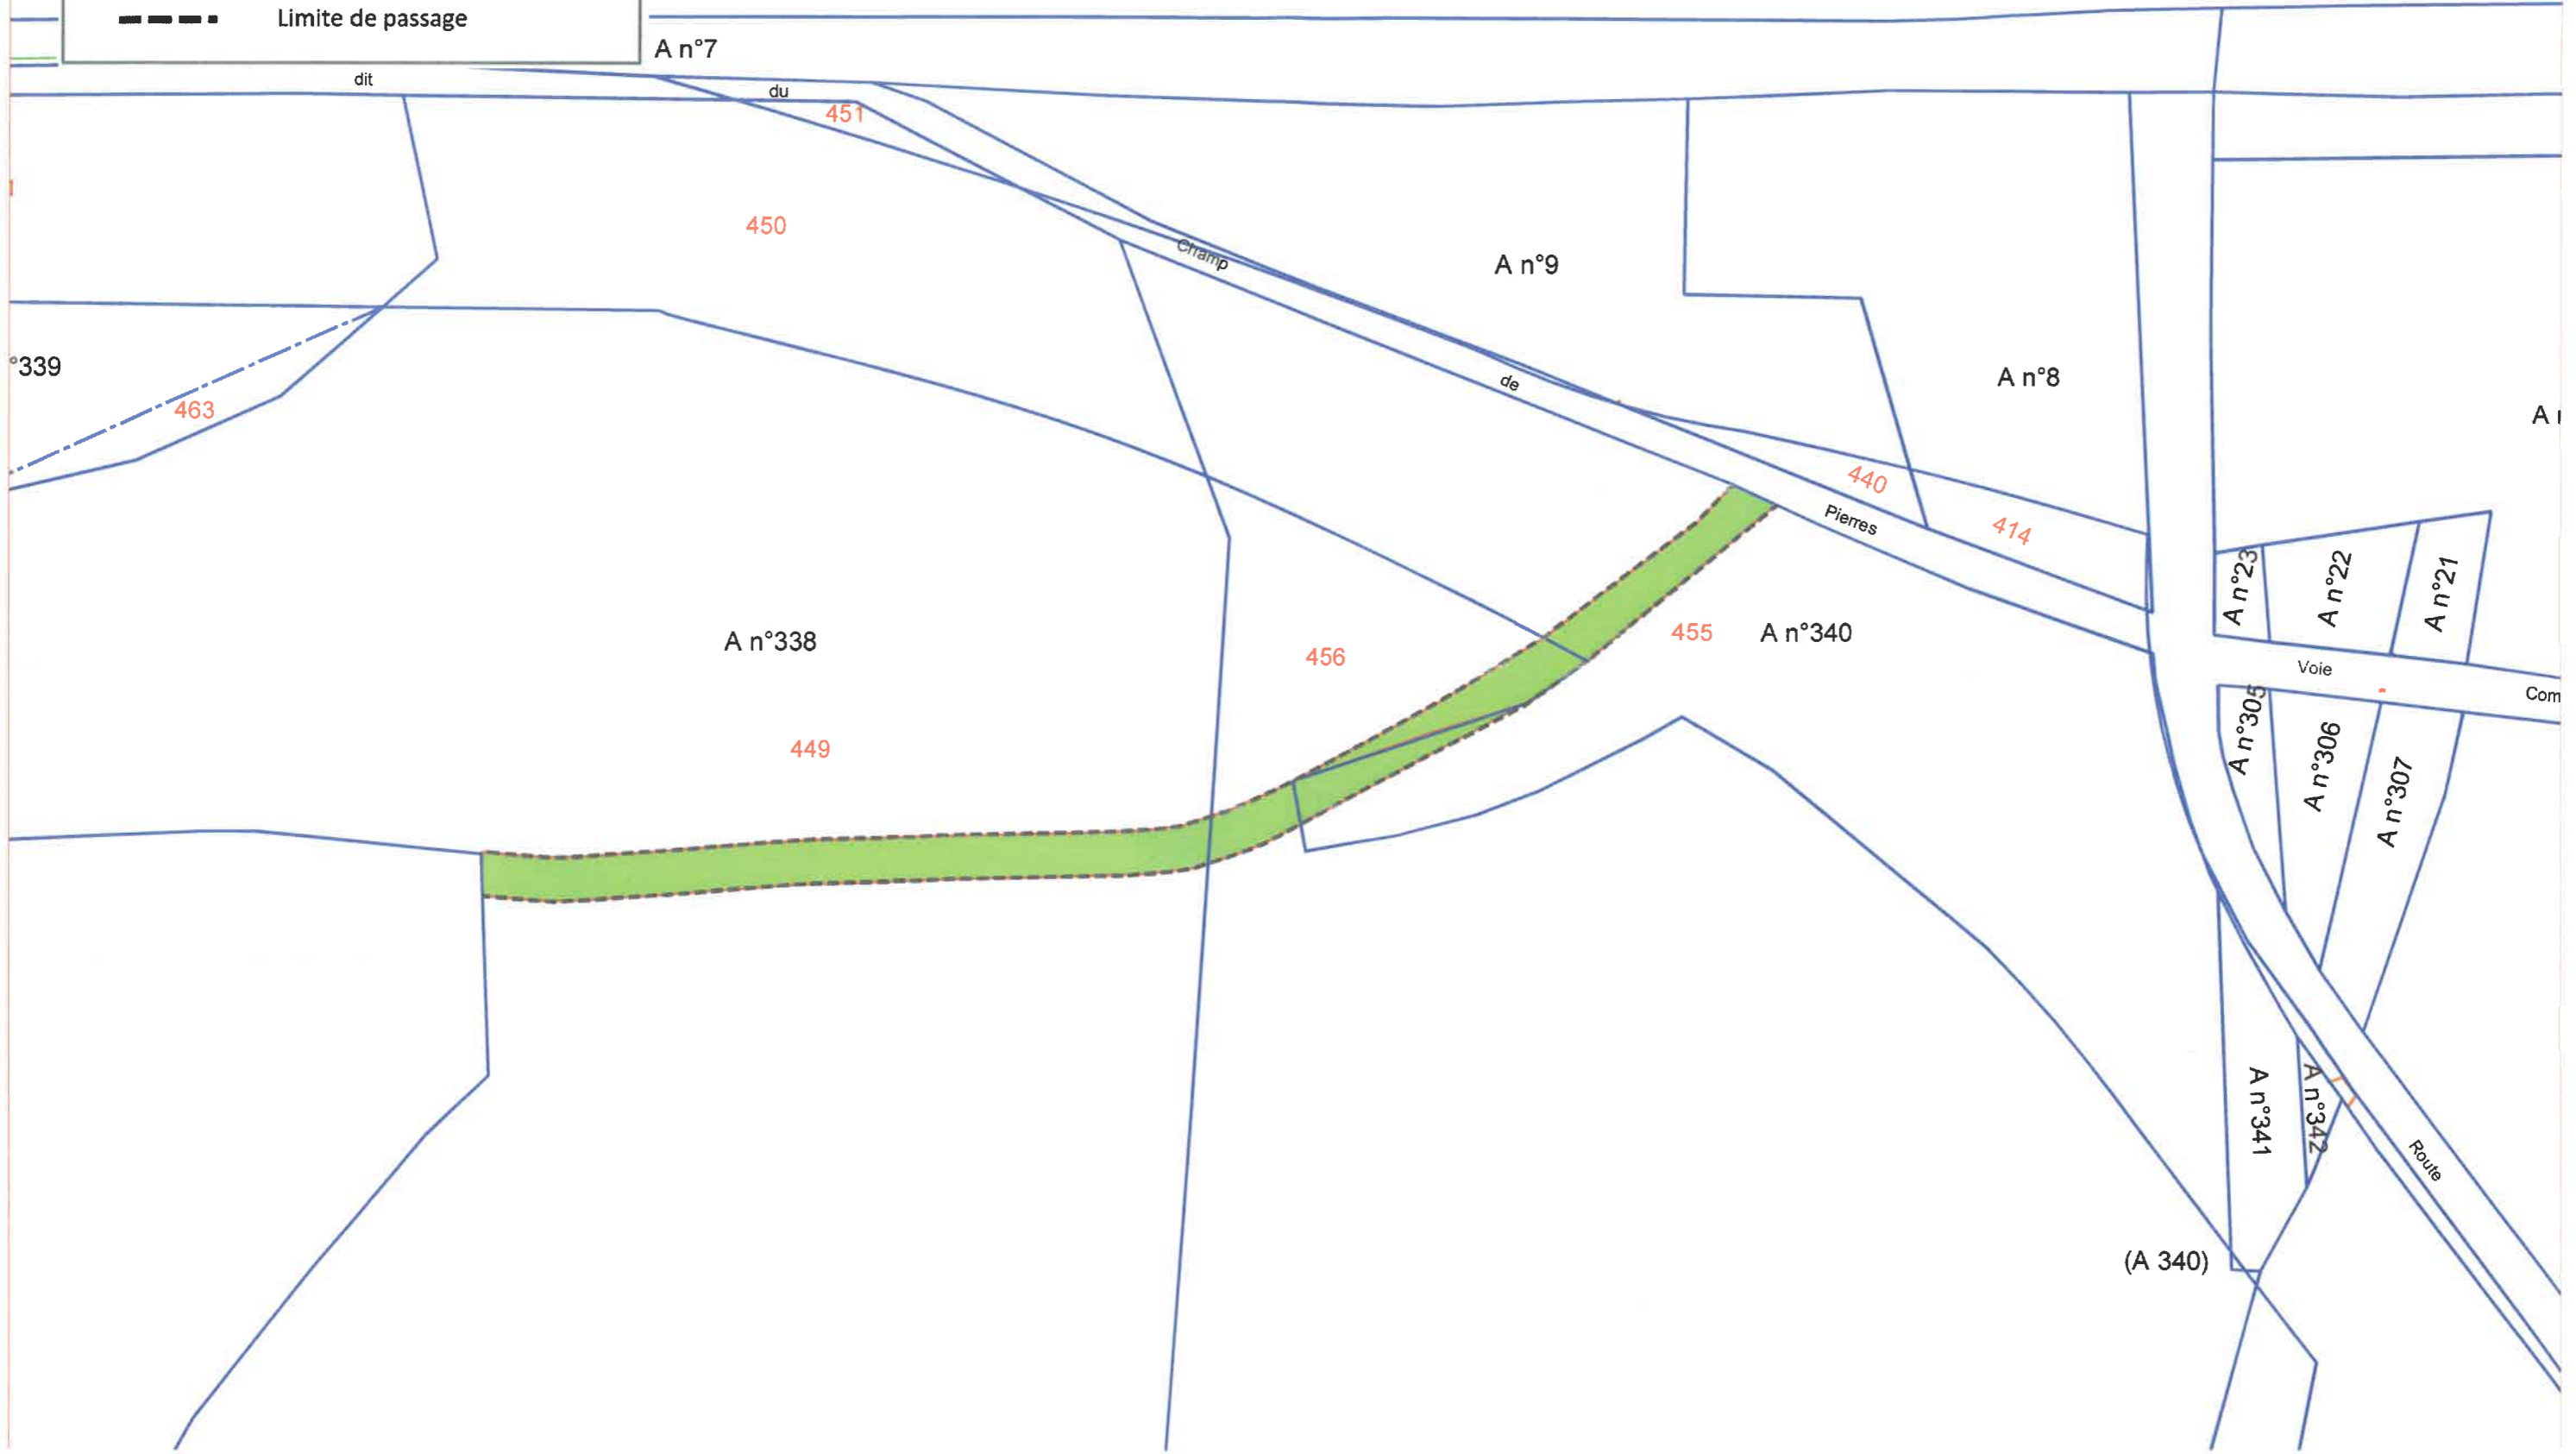 Limite de passage
A n°7
dit
du
451
450
Champ
A n°9
de
A n°8
°339
463
A
440
Pierres
414
A n°23
A n°22
A n°21
A n°338
456
455
A n°340
Voie
Com
449
A n°305
A n°306
A n°307
A n°341
A n°342
Route
(A 340)